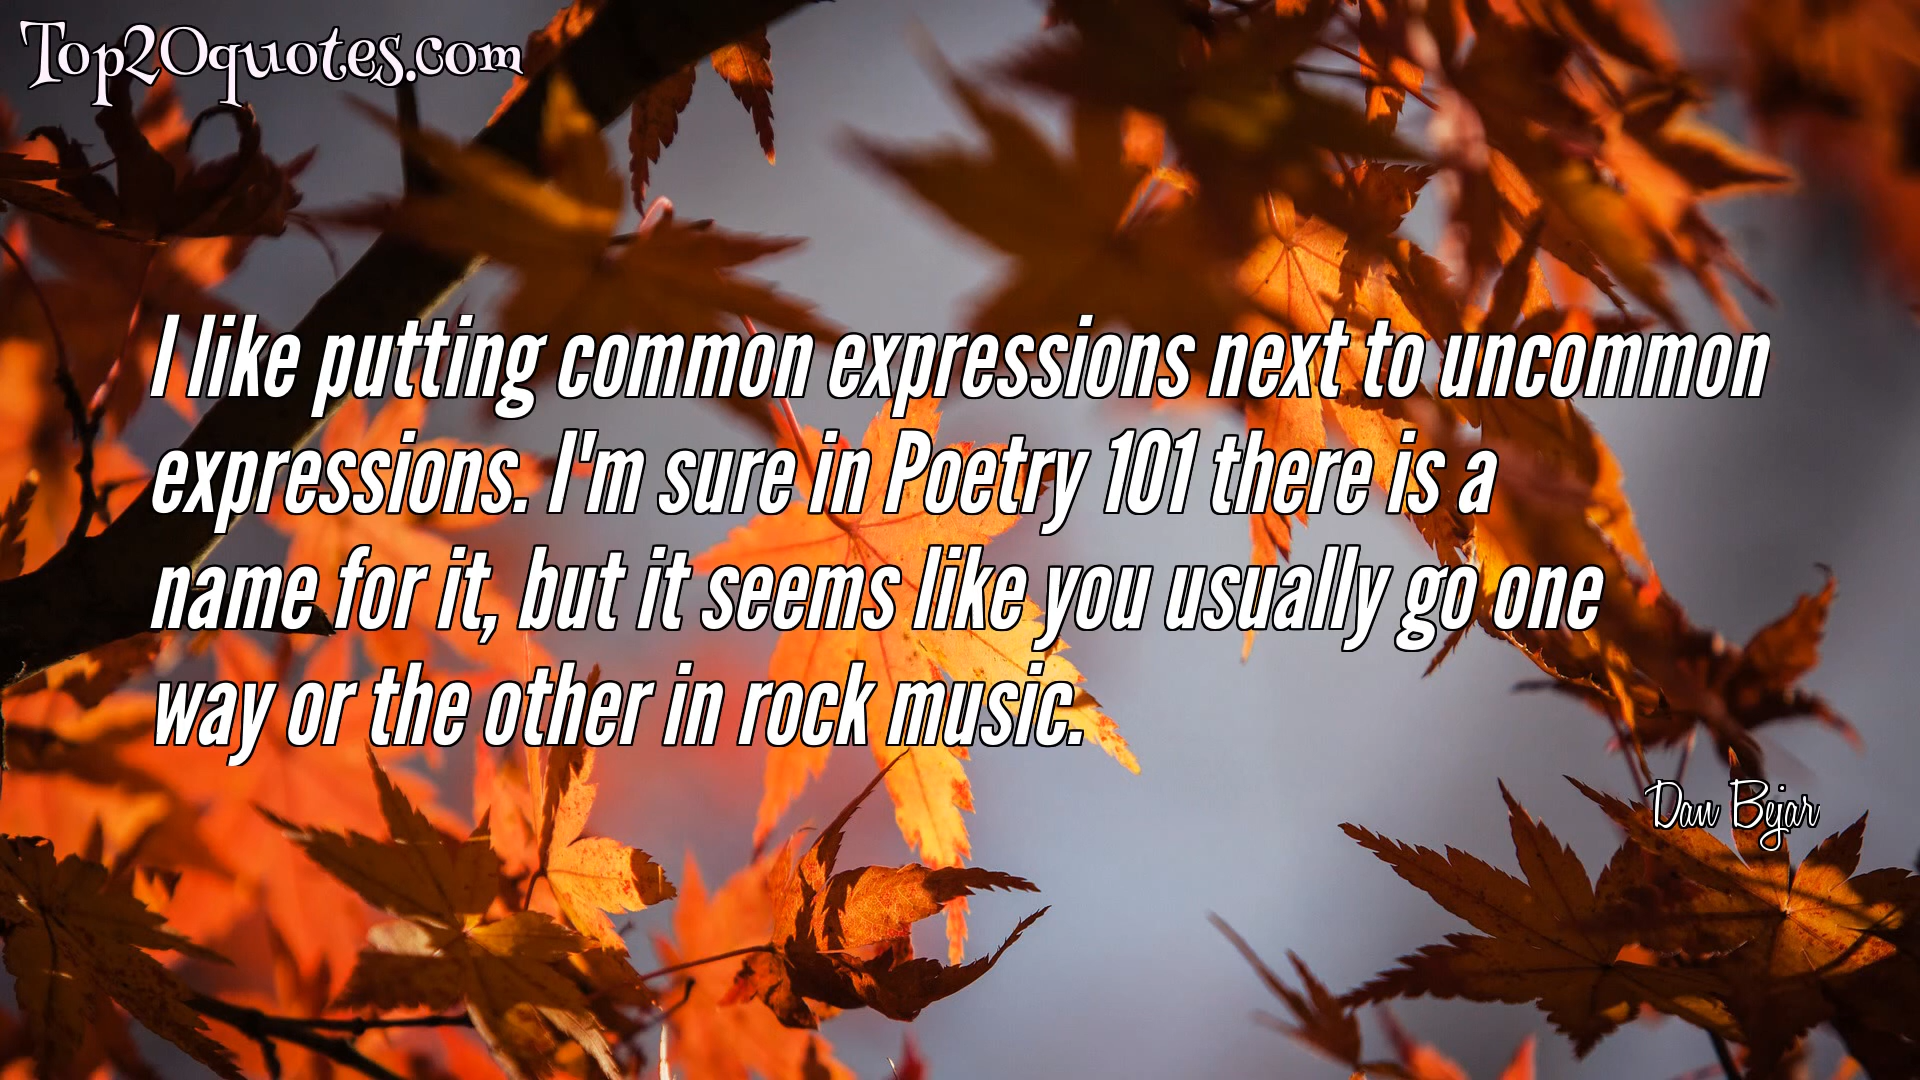 Top20quotes.com
I like putting common expressions next to uncommon
expressions. I'm sure in Poetry 101 there is a
name for it, but it seems like you usually go one
way or the other in rock music.
Dan Bejar